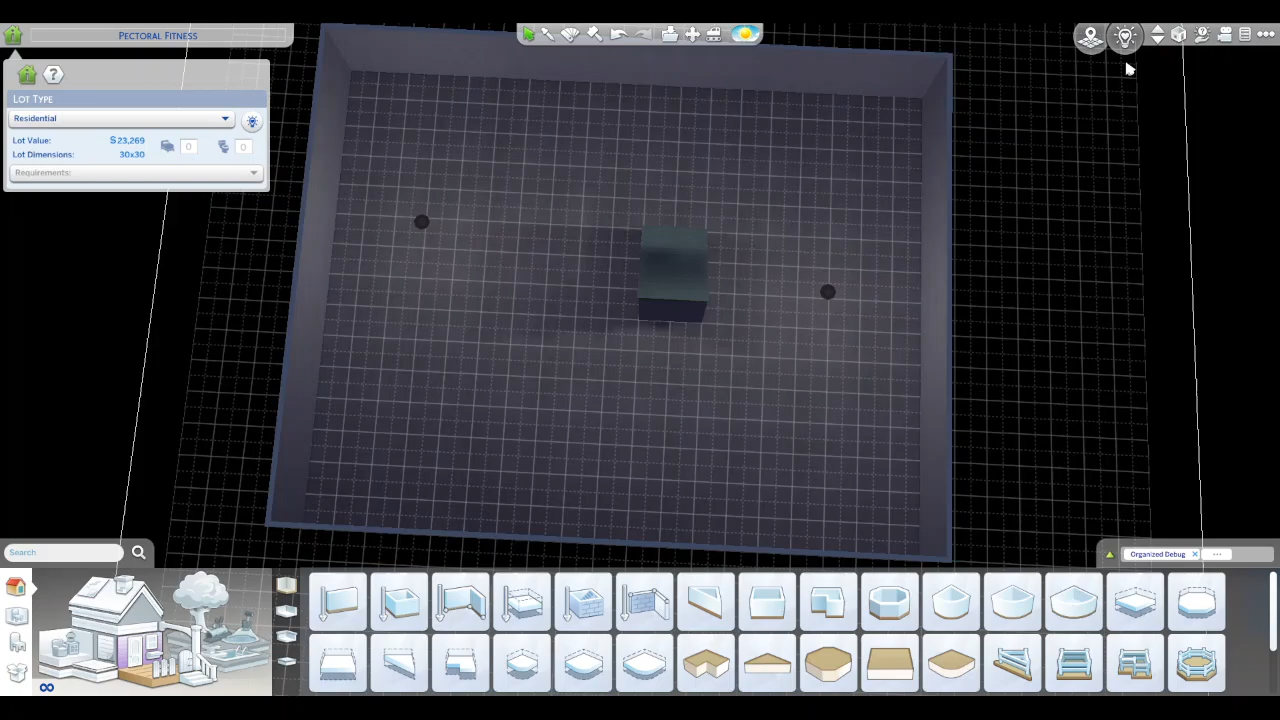 PECTORAL FITNESS
?
LOT TYPE
Residential
Lot Value: §23,269
0
0
Lot Dimensions: 30x30
Requirements:
Search
Organized Debug